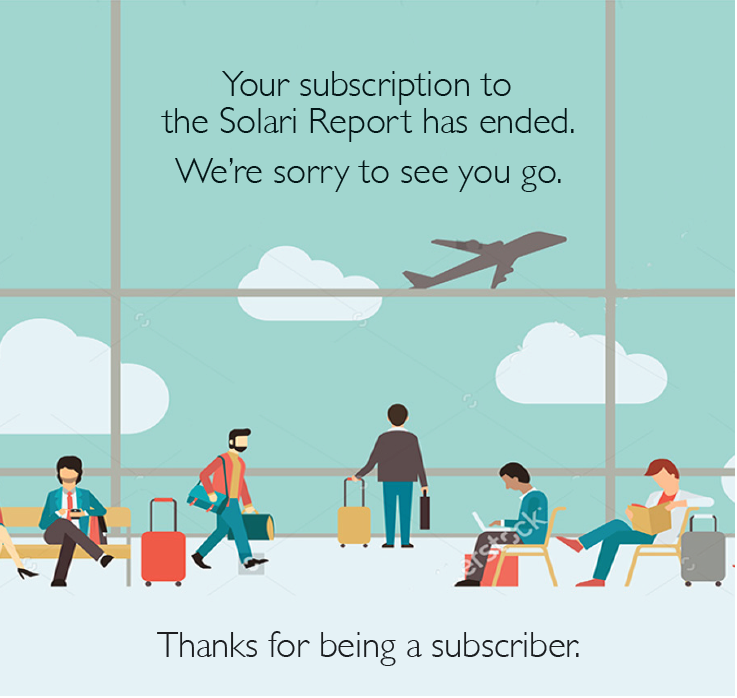 Your subscription to
the Solari Report has ended.
We're sorry to see you go.
Thanks for being a subscriber.